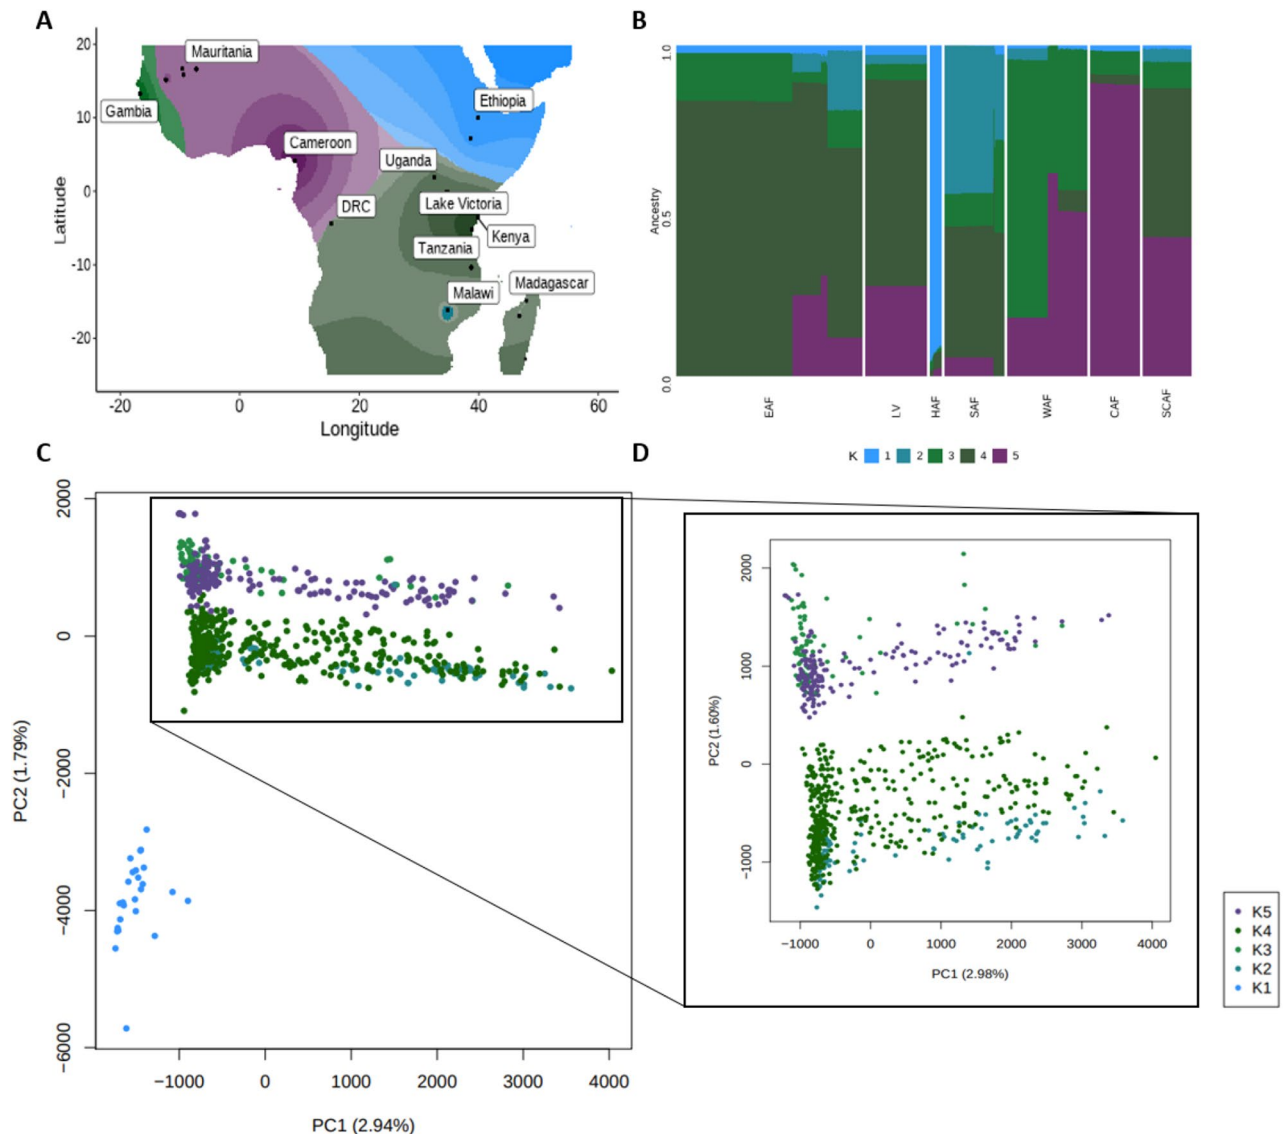 A
20
10
0
-10
-20
Latitude
Mauritania
Gambia
Ethiopia
Cameroon
Uganda
DRC
Lake Victoria
Kenya
Tanzania
Malawi
Madagascar
-20 0 20 40 60
Longitude
B
1.0
0.5
0.0
Ancestry
EAF LV HAF SAF WAF CAF SCAF
K 1 2 3 4 5
C
2000
0
−2000
−4000
−6000
PC2 (1.79%)
−1000 0 1000 2000 3000 4000
PC1 (2.94%)
D
2000
1000
0
−1000
PC2 (1.60%)
−1000 0 1000 2000 3000 4000
PC1 (2.98%)
K5
K4
K3
K2
K1